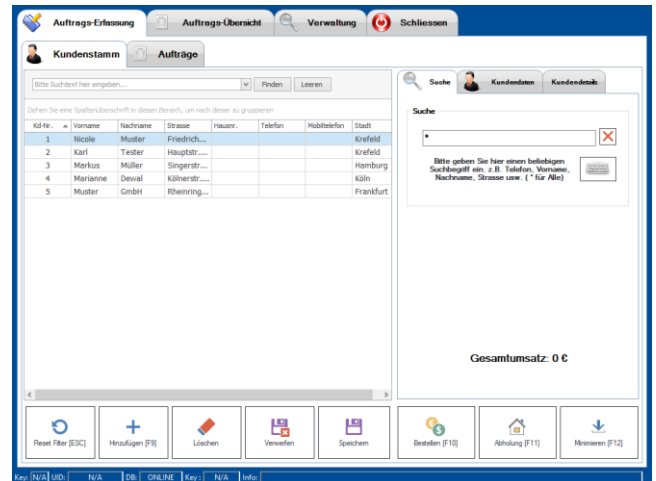 Auftrags-Erfassung Auftrags-Übersicht Verwaltung Schliessen
Kundenstamm Aufträge
Bitte Suchtext hier eingeben... Finden Leeren
Ziehen Sie eine Spaltenüberschrift in diesen Bereich, um nach dieser zu gruppieren
Kd-Nr. Vorname Nachname Strasse Hausnr. Telefon Mobiltelefon Stadt
1 Nicole Muster Friedrich... Krefeld
2 Karl Tester Hauptstr.... Krefeld
3 Markus Müller Singerstr... Hamburg
4 Marianne Dewal Kölnerstr.... Köln
5 Muster GmbH Rheinring... Frankfurt
Suche Kundendaten Kundendetails
Suche
*
Bitte geben Sie hier einen beliebigen
Suchbegriff ein. z.B. Telefon, Vorname,
Nachname, Strasse usw. ( * für Alle)
Gesamtumsatz: 0 €
Reset Filter [ESC] Hinzufügen [F9] Löschen Verwerfen Speichern Bestellen [F10] Abholung [F11] Minimieren [F12]
Key: N/A UID: N/A DB: ONLINE Key : N/A Info: